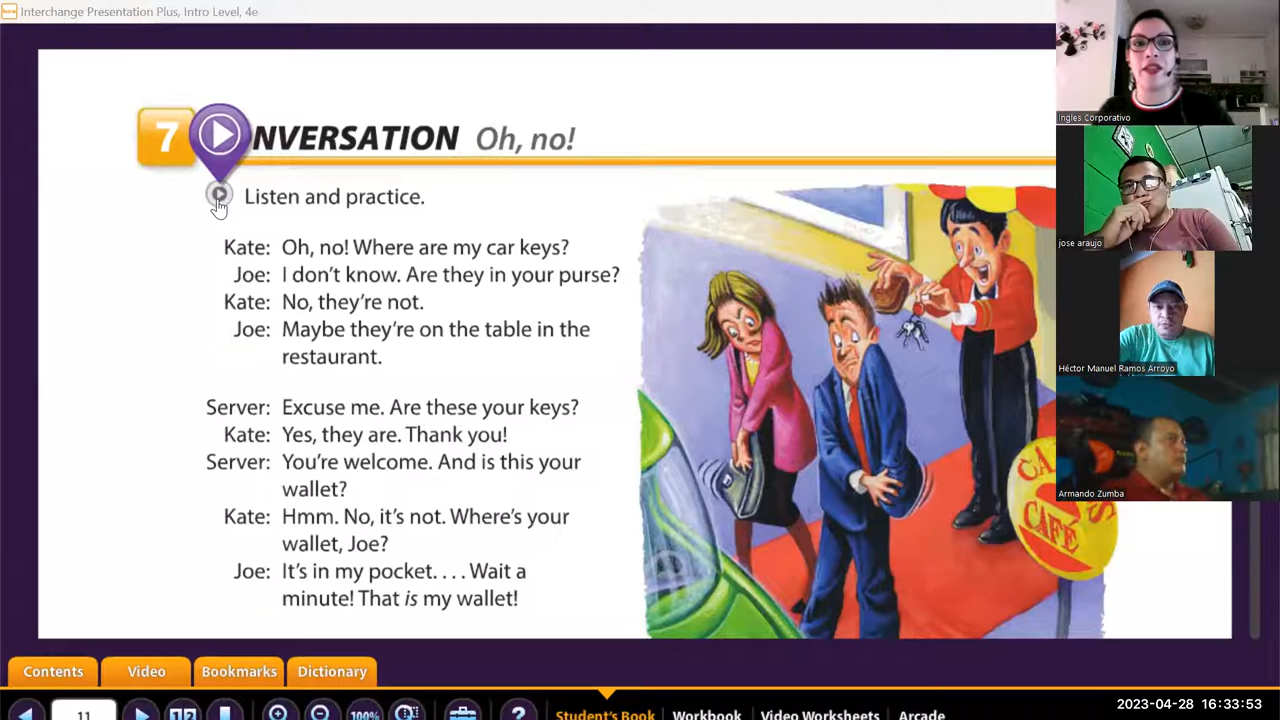 Interchange Presentation Plus, Intro Level, 4e
7 NVERSATION Oh, no!
Listen and practice.
Kate: Oh, no! Where are my car keys?
Joe: I don't know. Are they in your purse?
Kate: No, they're not.
Joe: Maybe they're on the table in the
restaurant.
Server: Excuse me. Are these your keys?
Kate: Yes, they are. Thank you!
Server: You're welcome. And is this your
wallet?
Kate: Hmm. No, it's not. Where's your
wallet, Joe?
Joe: It's in my pocket. . . . Wait a
minute! That is my wallet!
CAFÉ
Ingles Corporativo
jose araujo
Héctor Manuel Ramos Arroyo
Armando Zumba
Contents Video Bookmarks Dictionary
11 100% ? Student's Book Workbook Video Worksheets Arcade
2023-04-28 16:33:53